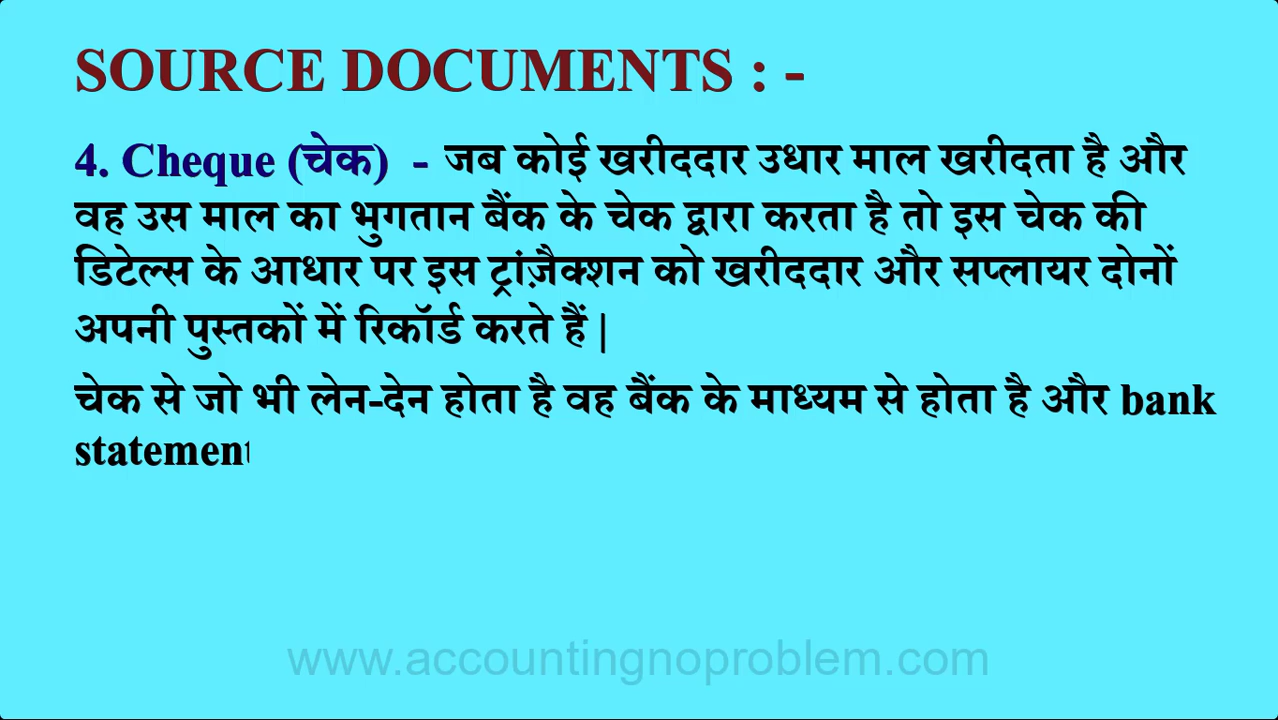 SOURCE DOCUMENTS : -
4. Cheque (चेक) - जब कोई खरीददार उधार माल खरीदता है और
वह उस माल का भुगतान बैंक के चेक द्वारा करता है तो इस चेक की
डिटेल्स के आधार पर इस ट्रांज़ैक्शन को खरीददार और सप्लायर दोनों
अपनी पुस्तकों में रिकॉर्ड करते हैं |
चेक से जो भी लेन-देन होता है वह बैंक के माध्यम से होता है और bank
statement
www.accountingnoproblem.com